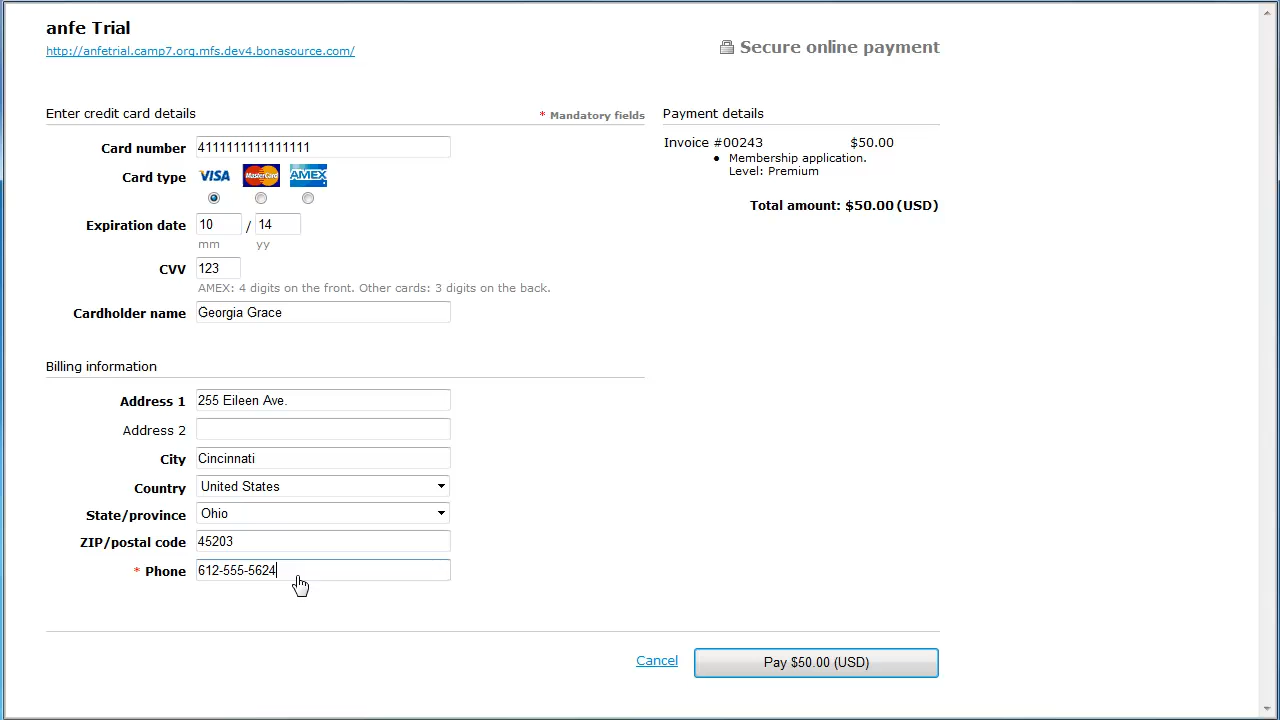 anfe Trial
http://anfetrial.camp7.org.mfs.dev4.bonasource.com/
Secure online payment
Enter credit card details
* Mandatory fields
Card number 4111111111111111
Card type VISA MasterCard AMEX
Expiration date 10 / 14
mm yy
CVV 123
AMEX: 4 digits on the front. Other cards: 3 digits on the back.
Cardholder name Georgia Grace
Payment details
Invoice #00243 $50.00
• Membership application.
Level: Premium
Total amount: $50.00 (USD)
Billing information
Address 1 255 Eileen Ave.
Address 2
City Cincinnati
Country United States
State/province Ohio
ZIP/postal code 45203
* Phone 612-555-5624
Cancel Pay $50.00 (USD)